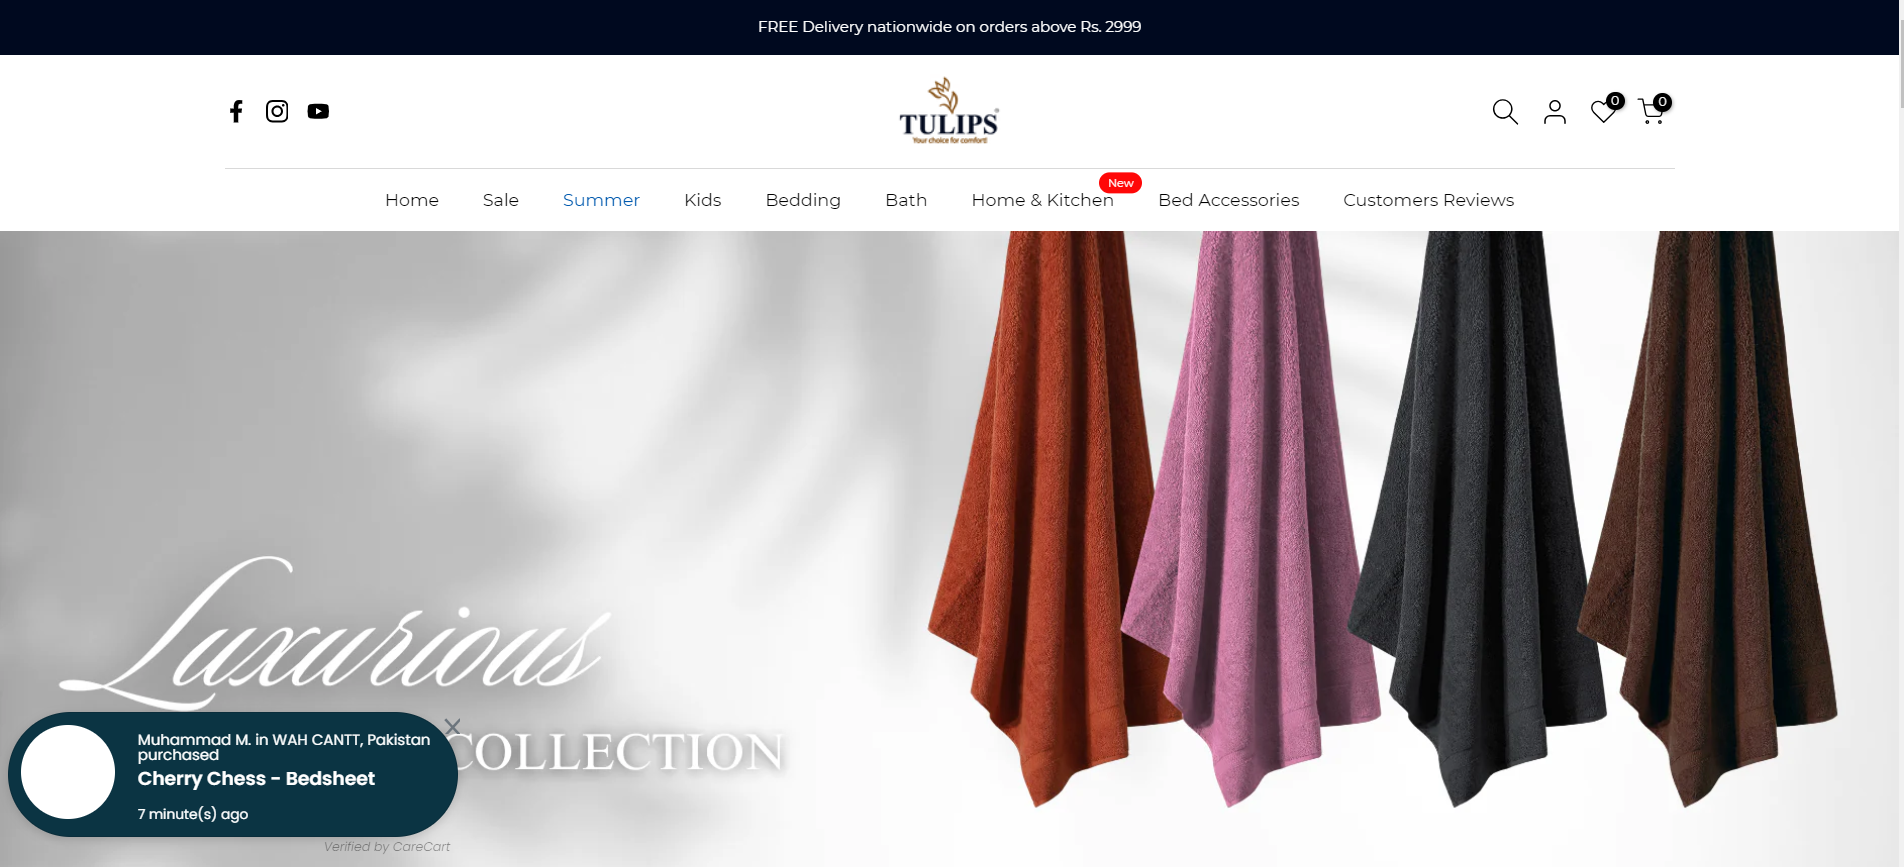 FREE Delivery nationwide on orders above Rs. 2999
TULIPS®
Your choice for comfort!
0
0
New
Home Sale Summer Kids Bedding Bath Home & Kitchen Bed Accessories Customers Reviews
Luxurious
COLLECTION
Muhammad M. in WAH CANTT, Pakistan
purchased
Cherry Chess - Bedsheet
7 minute(s) ago
Verified by CareCart